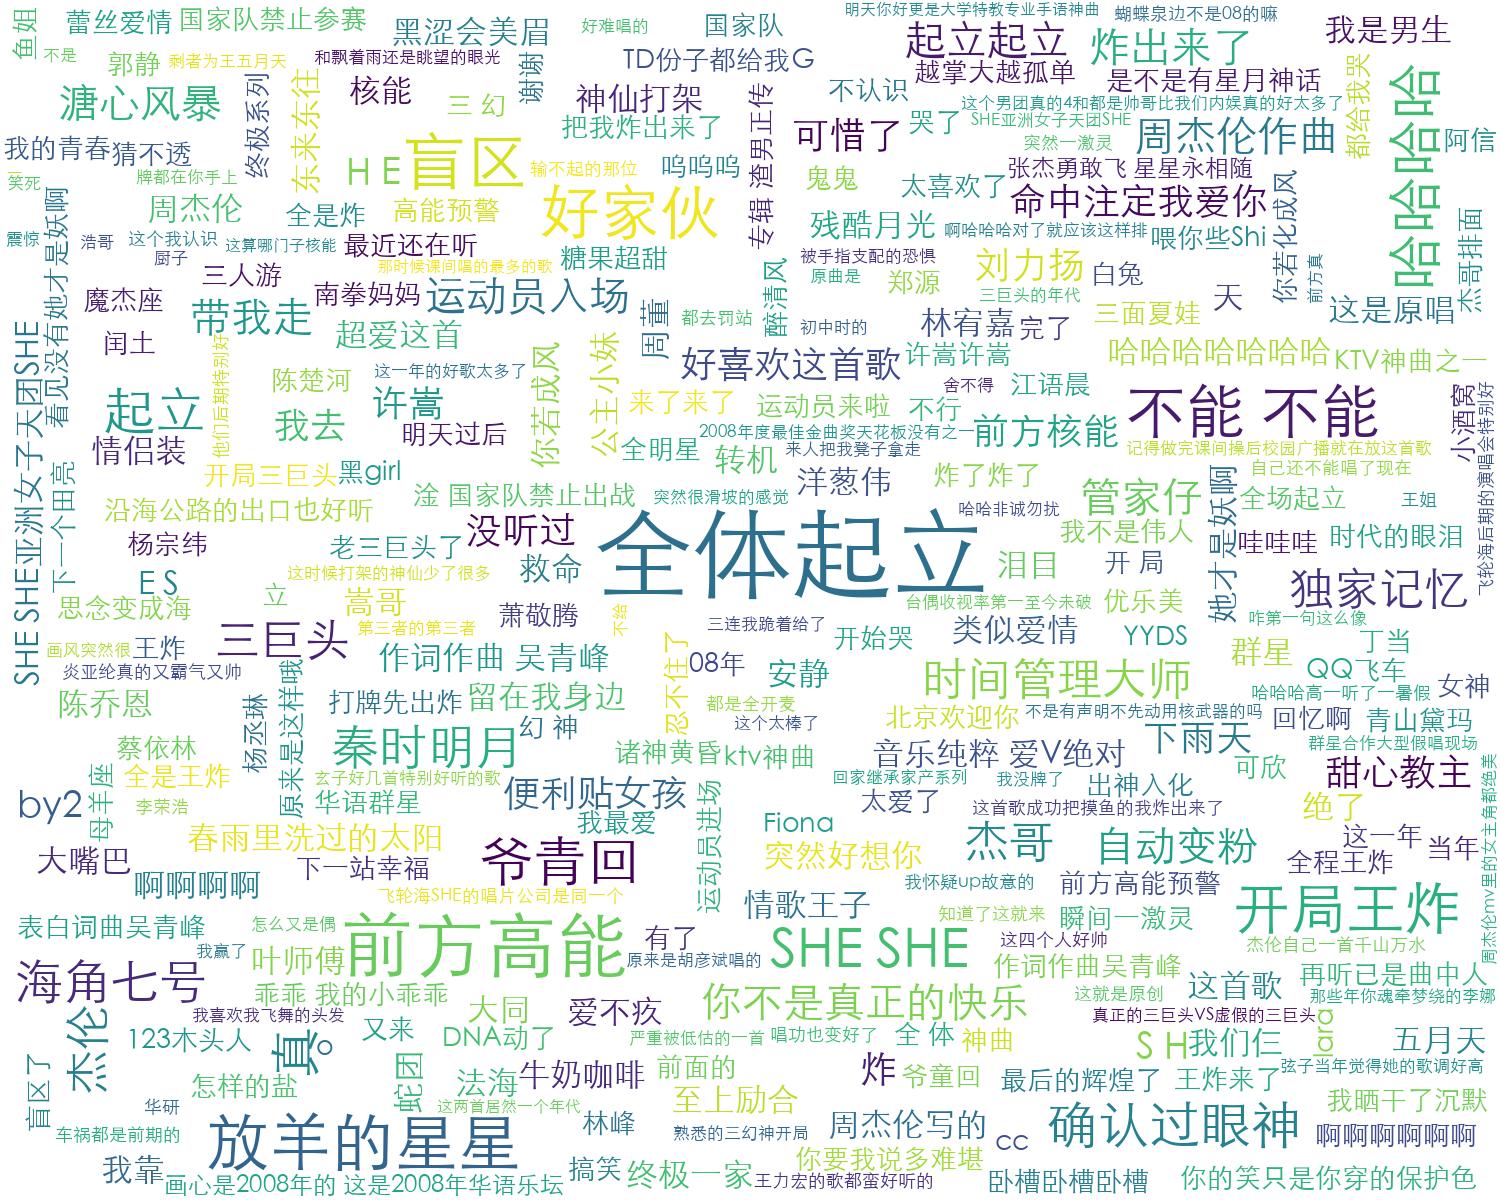 鱼姐
蕾丝爱情
国家队禁止参赛
黑涩会美眉
好难唱的
国家队
明天你好更是大学特教专业手语神曲
蝴蝶泉边不是08的嘛
我是男生
不是
郭静
剩者为王五月天
和飘着雨还是眺望的眼光
谢谢
TD份子都给我G
起立起立
炸出来了
越掌大越孤单
是不是有星月神话
溏心风暴
终极系列
东来东往
核能
三 幻
神仙打架
把我炸出来了
专辑 渣男正传
不认识
这个男团真的4和都是帅哥比我们内娱真的好太多了
都给我哭
哈哈哈哈
可惜了
哭了
SHE亚洲女子天团SHE
突然一激灵
周杰伦作曲
阿信
我的青春
猜不透
H E
盲区
输不起的那位
呜呜呜
鬼鬼
太喜欢了
张杰勇敢飞 星星永相随
笑死
牌都在你手上
周杰伦
全是炸
高能预警
好家伙
残酷月光
命中注定我爱你
你若化成风
杰哥排面
震惊
浩哥
这个我认识
厨子
这算哪门子核能
最近还在听
糖果超甜
被手指支配的恐惧
啊哈哈哈对了就应该这样排
喂你些Shi
看见没有她才是妖啊
三人游
那时候课间唱的最多的歌
醉清风
原曲是
郑源
刘力扬
白兔
前方真
魔杰座
带我走
南拳妈妈
运动员入场
周董
都去罚站
初中时的
三巨头的年代
林宥嘉
完了
天
三面夏娃
这是原唱
闰土
超爱这首
公主小妹
好喜欢这首歌
许嵩许嵩
哈哈哈哈哈哈哈
KTV神曲之一
SHE SHE亚洲女子天团SHE
他们后期特别好
陈楚河
这一年的好歌太多了
你若成风
来了来了
运动员来啦
不行
舍不得
江语晨
不能 不能
小酒窝
飞轮海后期的演唱会特别好
起立
我去
许嵩
明天过后
全明星
2008年度最佳金曲奖天花板没有之一
前方核能
记得做完课间操后校园广播就在放这首歌
情侣装
来人把我凳子拿走
转机
下一个田亮
开局三巨头
黑girl
洋葱伟
炸了炸了
自己还不能唱了现在
沿海公路的出口也好听
淦 国家队禁止出战
突然很滑坡的感觉
哈哈非诚勿扰
管家仔
她才是妖啊
全场起立
王姐
杨宗纬
老三巨头了
没听过
全体起立
我不是伟人
哇哇哇
时代的眼泪
E S
这时候打架的神仙少了很多
救命
泪目
开 局
独家记忆
思念变成海
立
嵩哥
萧敬腾
不给
台偶收视率第一至今未破
优乐美
画风突然很
王炸
三巨头
第三者的第三者
三连我跪着给了
开始哭
类似爱情
YYDS
咋第一句这么像
炎亚纶真的又霸气又帅
作词作曲 吴青峰
忍不住了
08年
安静
群星
丁当
陈乔恩
杨丞琳
原来是这样哦
打牌先出炸
留在我身边
都是全开麦
时间管理大师
QQ飞车
哈哈哈高一听了一暑假
女神
这个太棒了
北京欢迎你
不是有声明不先动用核武器的吗
回忆啊
青山黛玛
蔡依林
秦时明月
幻 神
诸神黄昏
ktv神曲
音乐纯粹 爱V绝对
下雨天
群星合作大型假唱现场
母羊座
全是王炸
玄子好几首特别好听的歌
便利贴女孩
运动员进场
回家继承家产系列
我没牌了
出神入化
可欣
甜心教主
周杰伦mv里的女主角都绝美
by2
李荣浩
华语群星
我最爱
太爱了
这首歌成功把摸鱼的我炸出来了
绝了
春雨里洗过的太阳
Fiona
杰哥
自动变粉
这一年
当年
大嘴巴
下一站幸福
爷青回
突然好想你
全程王炸
啊啊啊啊
飞轮海SHE的唱片公司是同一个
我怀疑up故意的
前方高能预警
开局王炸
表白词曲吴青峰
怎么又是偶
前方高能
情歌王子
知道了这就来
瞬间一激灵
我赢了
叶师傅
有了
SHE SHE
这四个人好帅
杰伦自己一首千山万水
海角七号
原来是胡彦斌唱的
作词作曲吴青峰
乖乖 我的小乖乖
大同
爱不疚
你不是真正的快乐
这就是原创
这首歌
再听已是曲中人
那些年你魂牵梦绕的李娜
杰伦
我喜欢我飞舞的头发
真。
真正的三巨头VS虚假的三巨头
lara
123木头人
又来
DNA动了
严重被低估的一首
唱功也变好了
全 体
神曲
S H
我们仨
五月天
盲区了
怎样的盐
蛇团
法海
牛奶咖啡
前面的
炸
爷童回
最后的辉煌了
王炸来了
弦子当年觉得她的歌调好高
华研
这两首居然一个年代
至上励合
我晒干了沉默
车祸都是前期的
放羊的星星
林峰
熟悉的三幻神开局
周杰伦写的
cc
确认过眼神
啊啊啊啊啊啊
我靠
画心是2008年的 这是2008年华语乐坛
搞笑
终极一家
你要我说多难堪
王力宏的歌都蛮好听的
卧槽卧槽卧槽
你的笑只是你穿的保护色